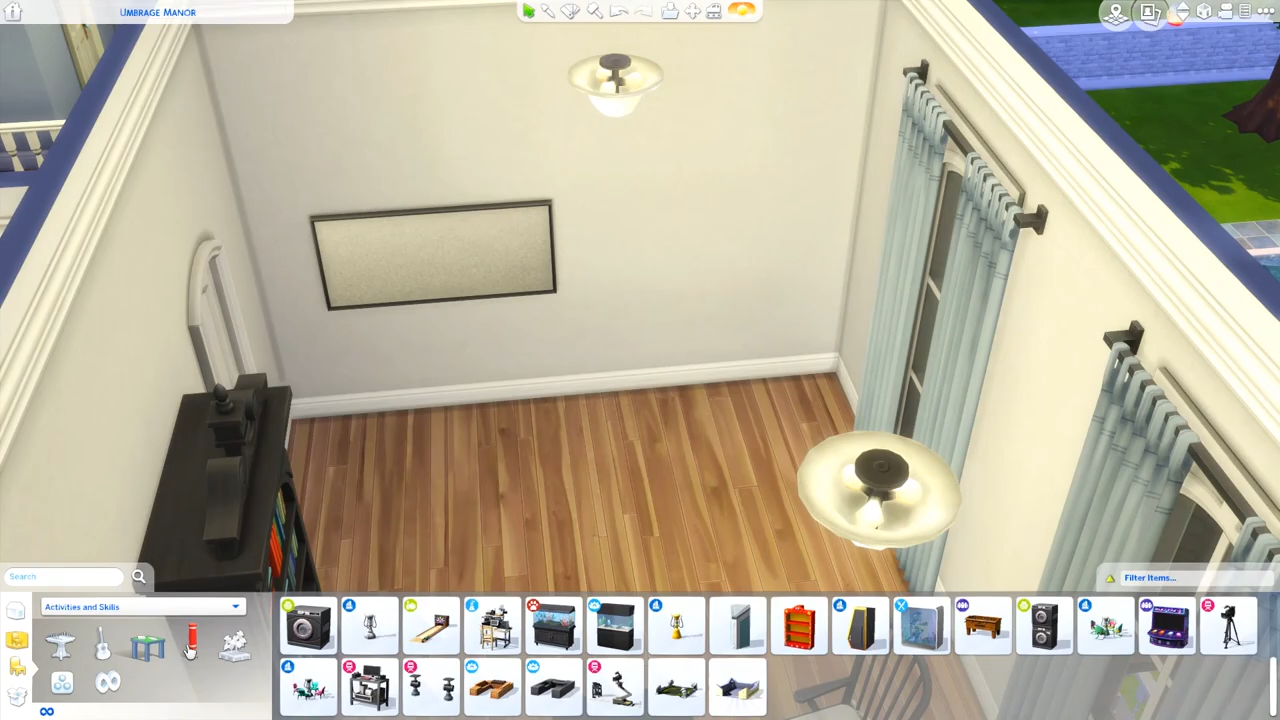 UMBRAGE MANOR
Search
Filter Items...
Activities and Skills